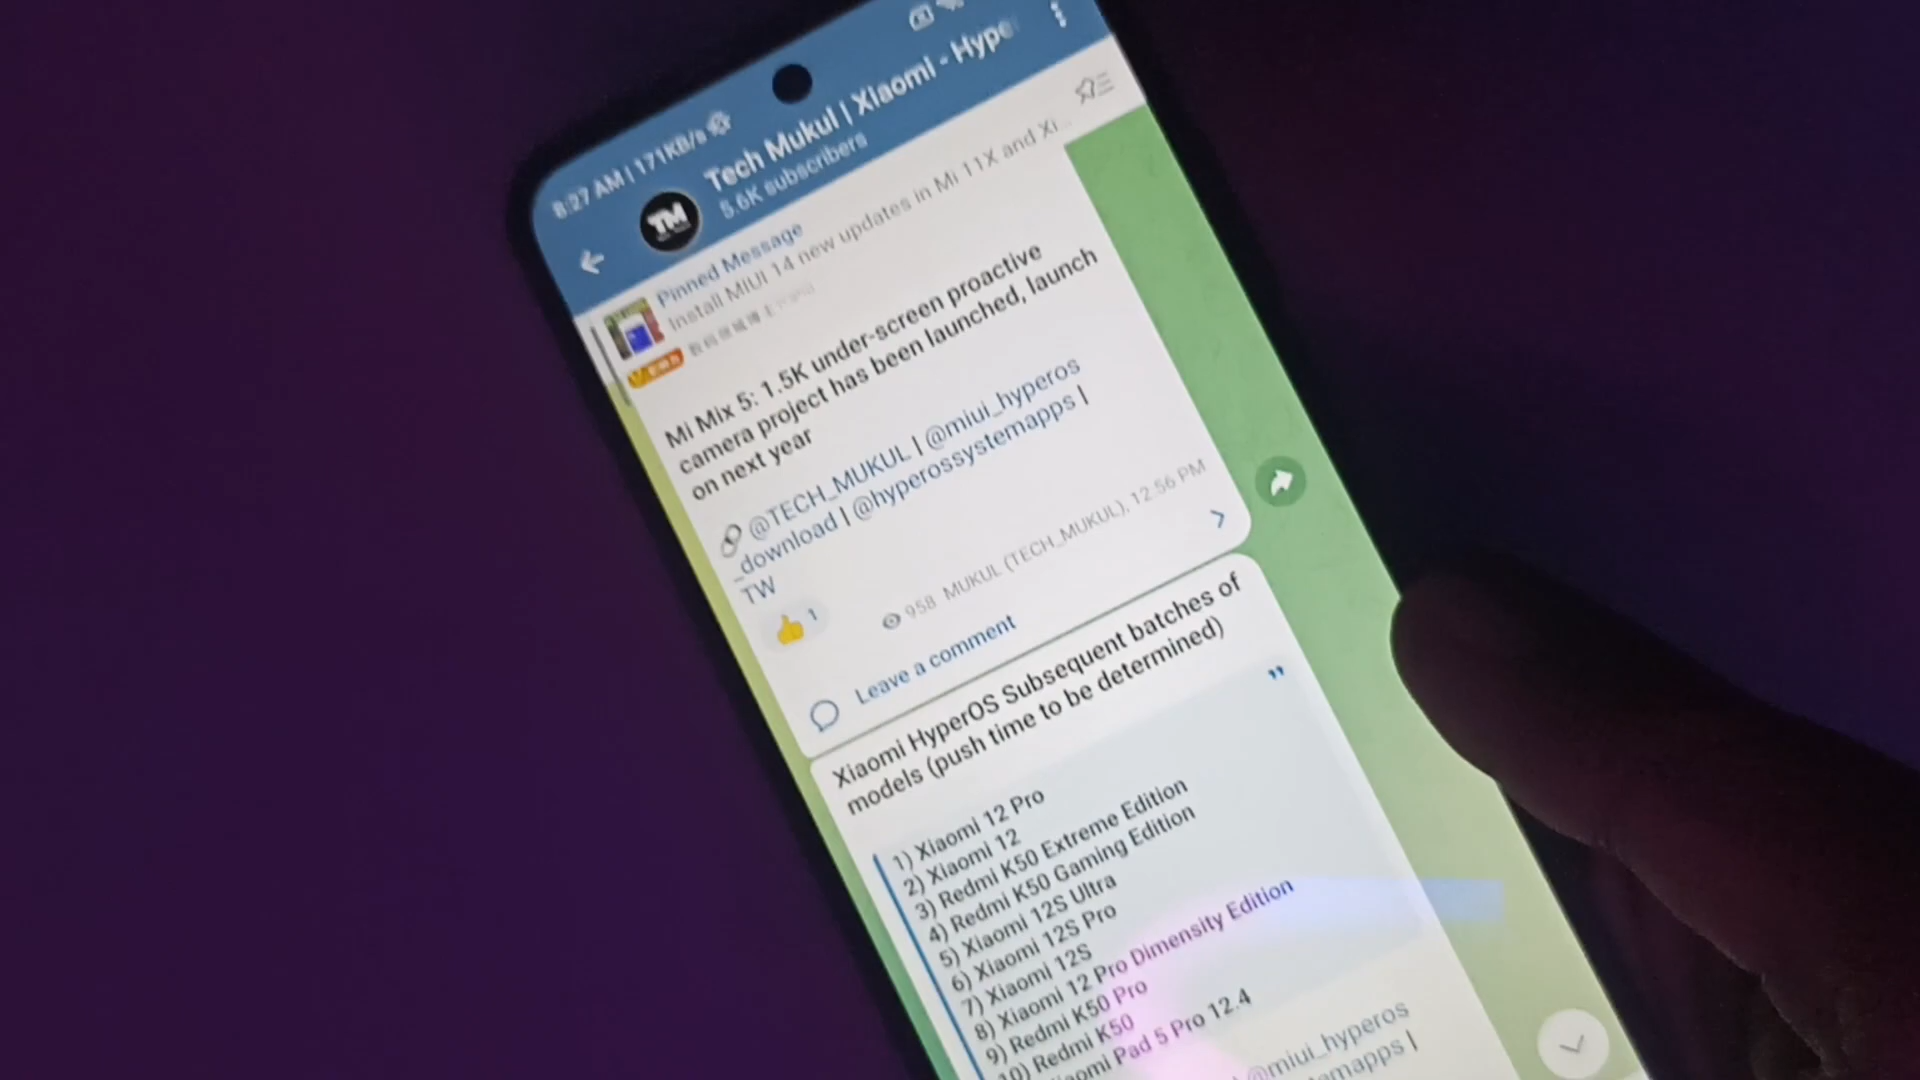 8:27 AM | 171KB/s
TM
Tech Mukul | Xiaomi - Hype
5.6K subscribers
Pinned Message
Install MIUI 14 new updates in Mi 11X and Xi...
Mi Mix 5: 1.5K under-screen proactive
camera project has been launched, launch
on next year
@TECH_MUKUL | @miui_hyperos
_download | @hyperossystemapps |
TW
👍 1
958 MUKUL (TECH_MUKUL), 12:56 PM
Leave a comment
Xiaomi HyperOS Subsequent batches of
models (push time to be determined)
1) Xiaomi 12 Pro
2) Xiaomi 12
3) Redmi K50 Extreme Edition
4) Redmi K50 Gaming Edition
5) Xiaomi 12S Ultra
6) Xiaomi 12S Pro
7) Xiaomi 12S
8) Xiaomi 12 Pro Dimensity Edition
9) Redmi K50 Pro
10) Redmi K50
iaomi Pad 5 Pro 12.4
@miui_hyperos
temapps |